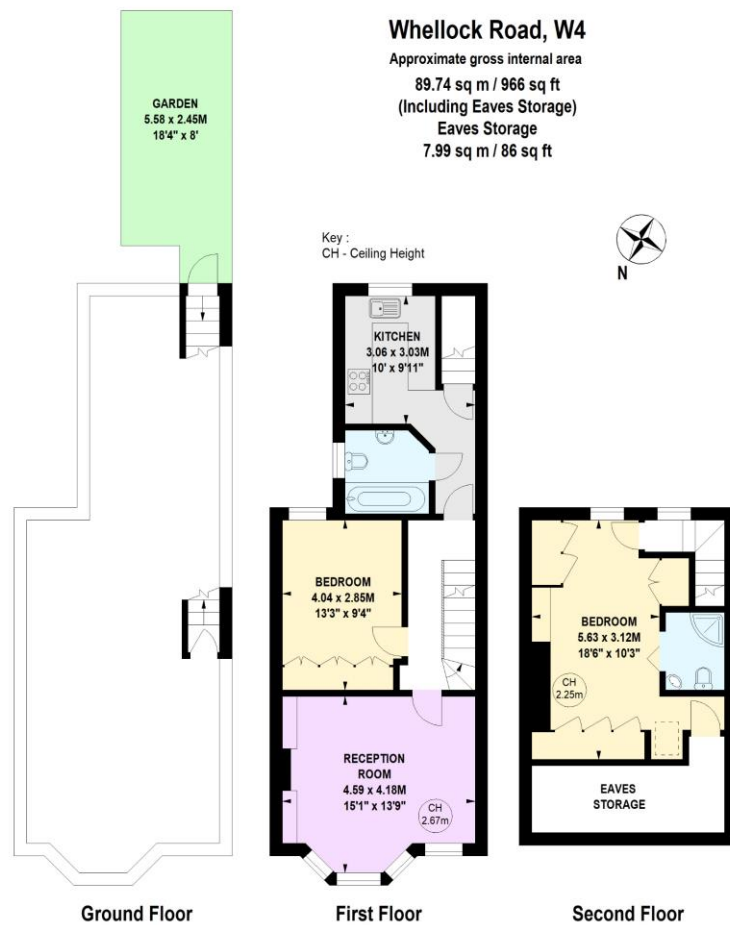 Whellock Road, W4
Approximate gross internal area
89.74 sq m / 966 sq ft
(Including Eaves Storage)
Eaves Storage
7.99 sq m / 86 sq ft
GARDEN
5.58 x 2.45M
18'4" x 8'
Key :
CH - Ceiling Height
N
KITCHEN
3.06 x 3.03M
10' x 9'11"
BEDROOM
4.04 x 2.85M
13'3" x 9'4"
RECEPTION
ROOM
4.59 x 4.18M
15'1" x 13'9"
CH
2.67m
BEDROOM
5.63 x 3.12M
18'6" x 10'3"
CH
2.25m
EAVES
STORAGE
Ground Floor
First Floor
Second Floor